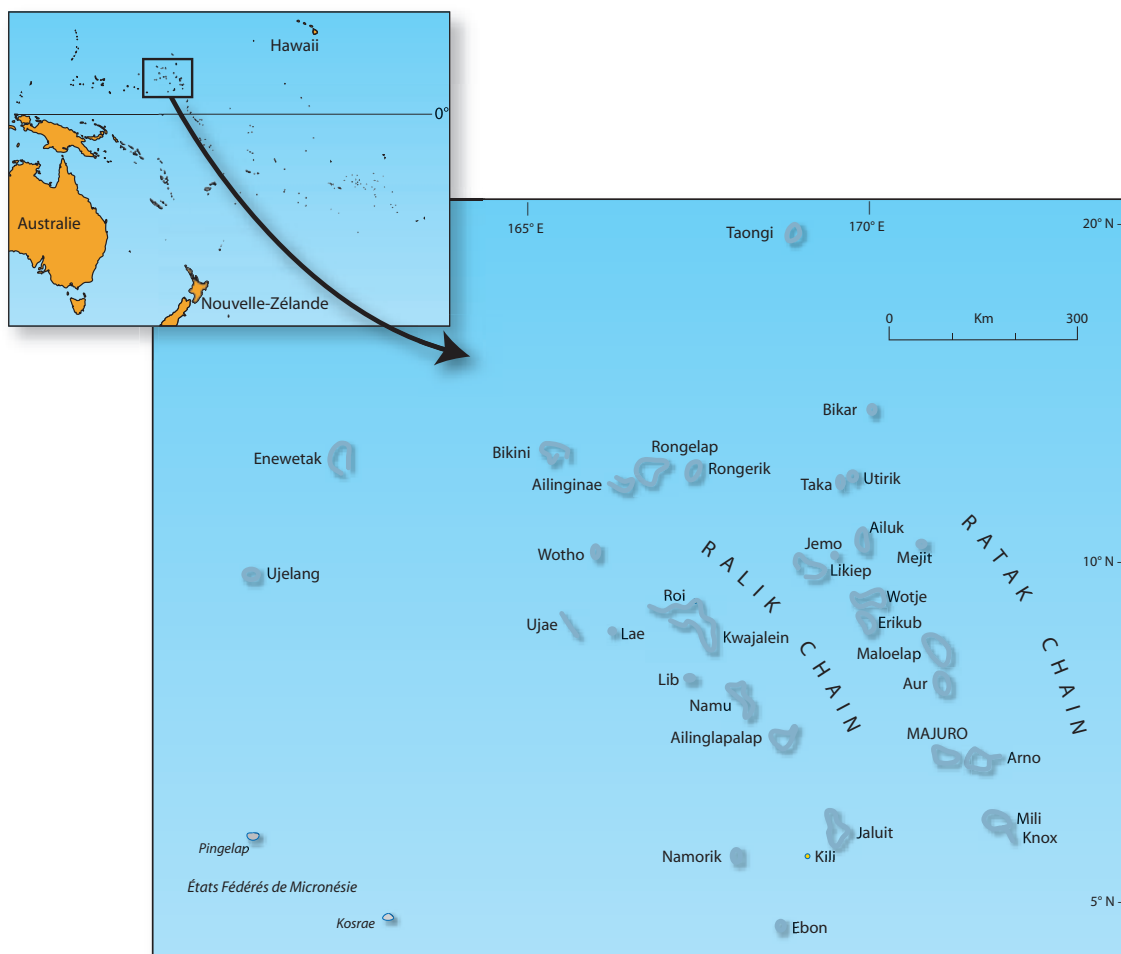 Hawaii
0°
Australie
Nouvelle-Zélande
165° E
170° E
20° N
Taongi
0
Km
300
Bikar
Enewetak
Bikini
Rongelap
Rongerik
Ailinginae
Taka
Utirik
Ailuk
Jemo
Mejit
Likiep
Wotho
10° N
Ujelang
RALIK CHAIN
RATAK CHAIN
Roi
Wotje
Ujae
Lae
Kwajalein
Erikub
Maloelap
Lib
Aur
Namu
Ailinglapalap
MAJURO
Arno
Mili
Knox
Jaluit
Pingelap
Namorik
Kili
États Fédérés de Micronésie
5° N
Kosrae
Ebon